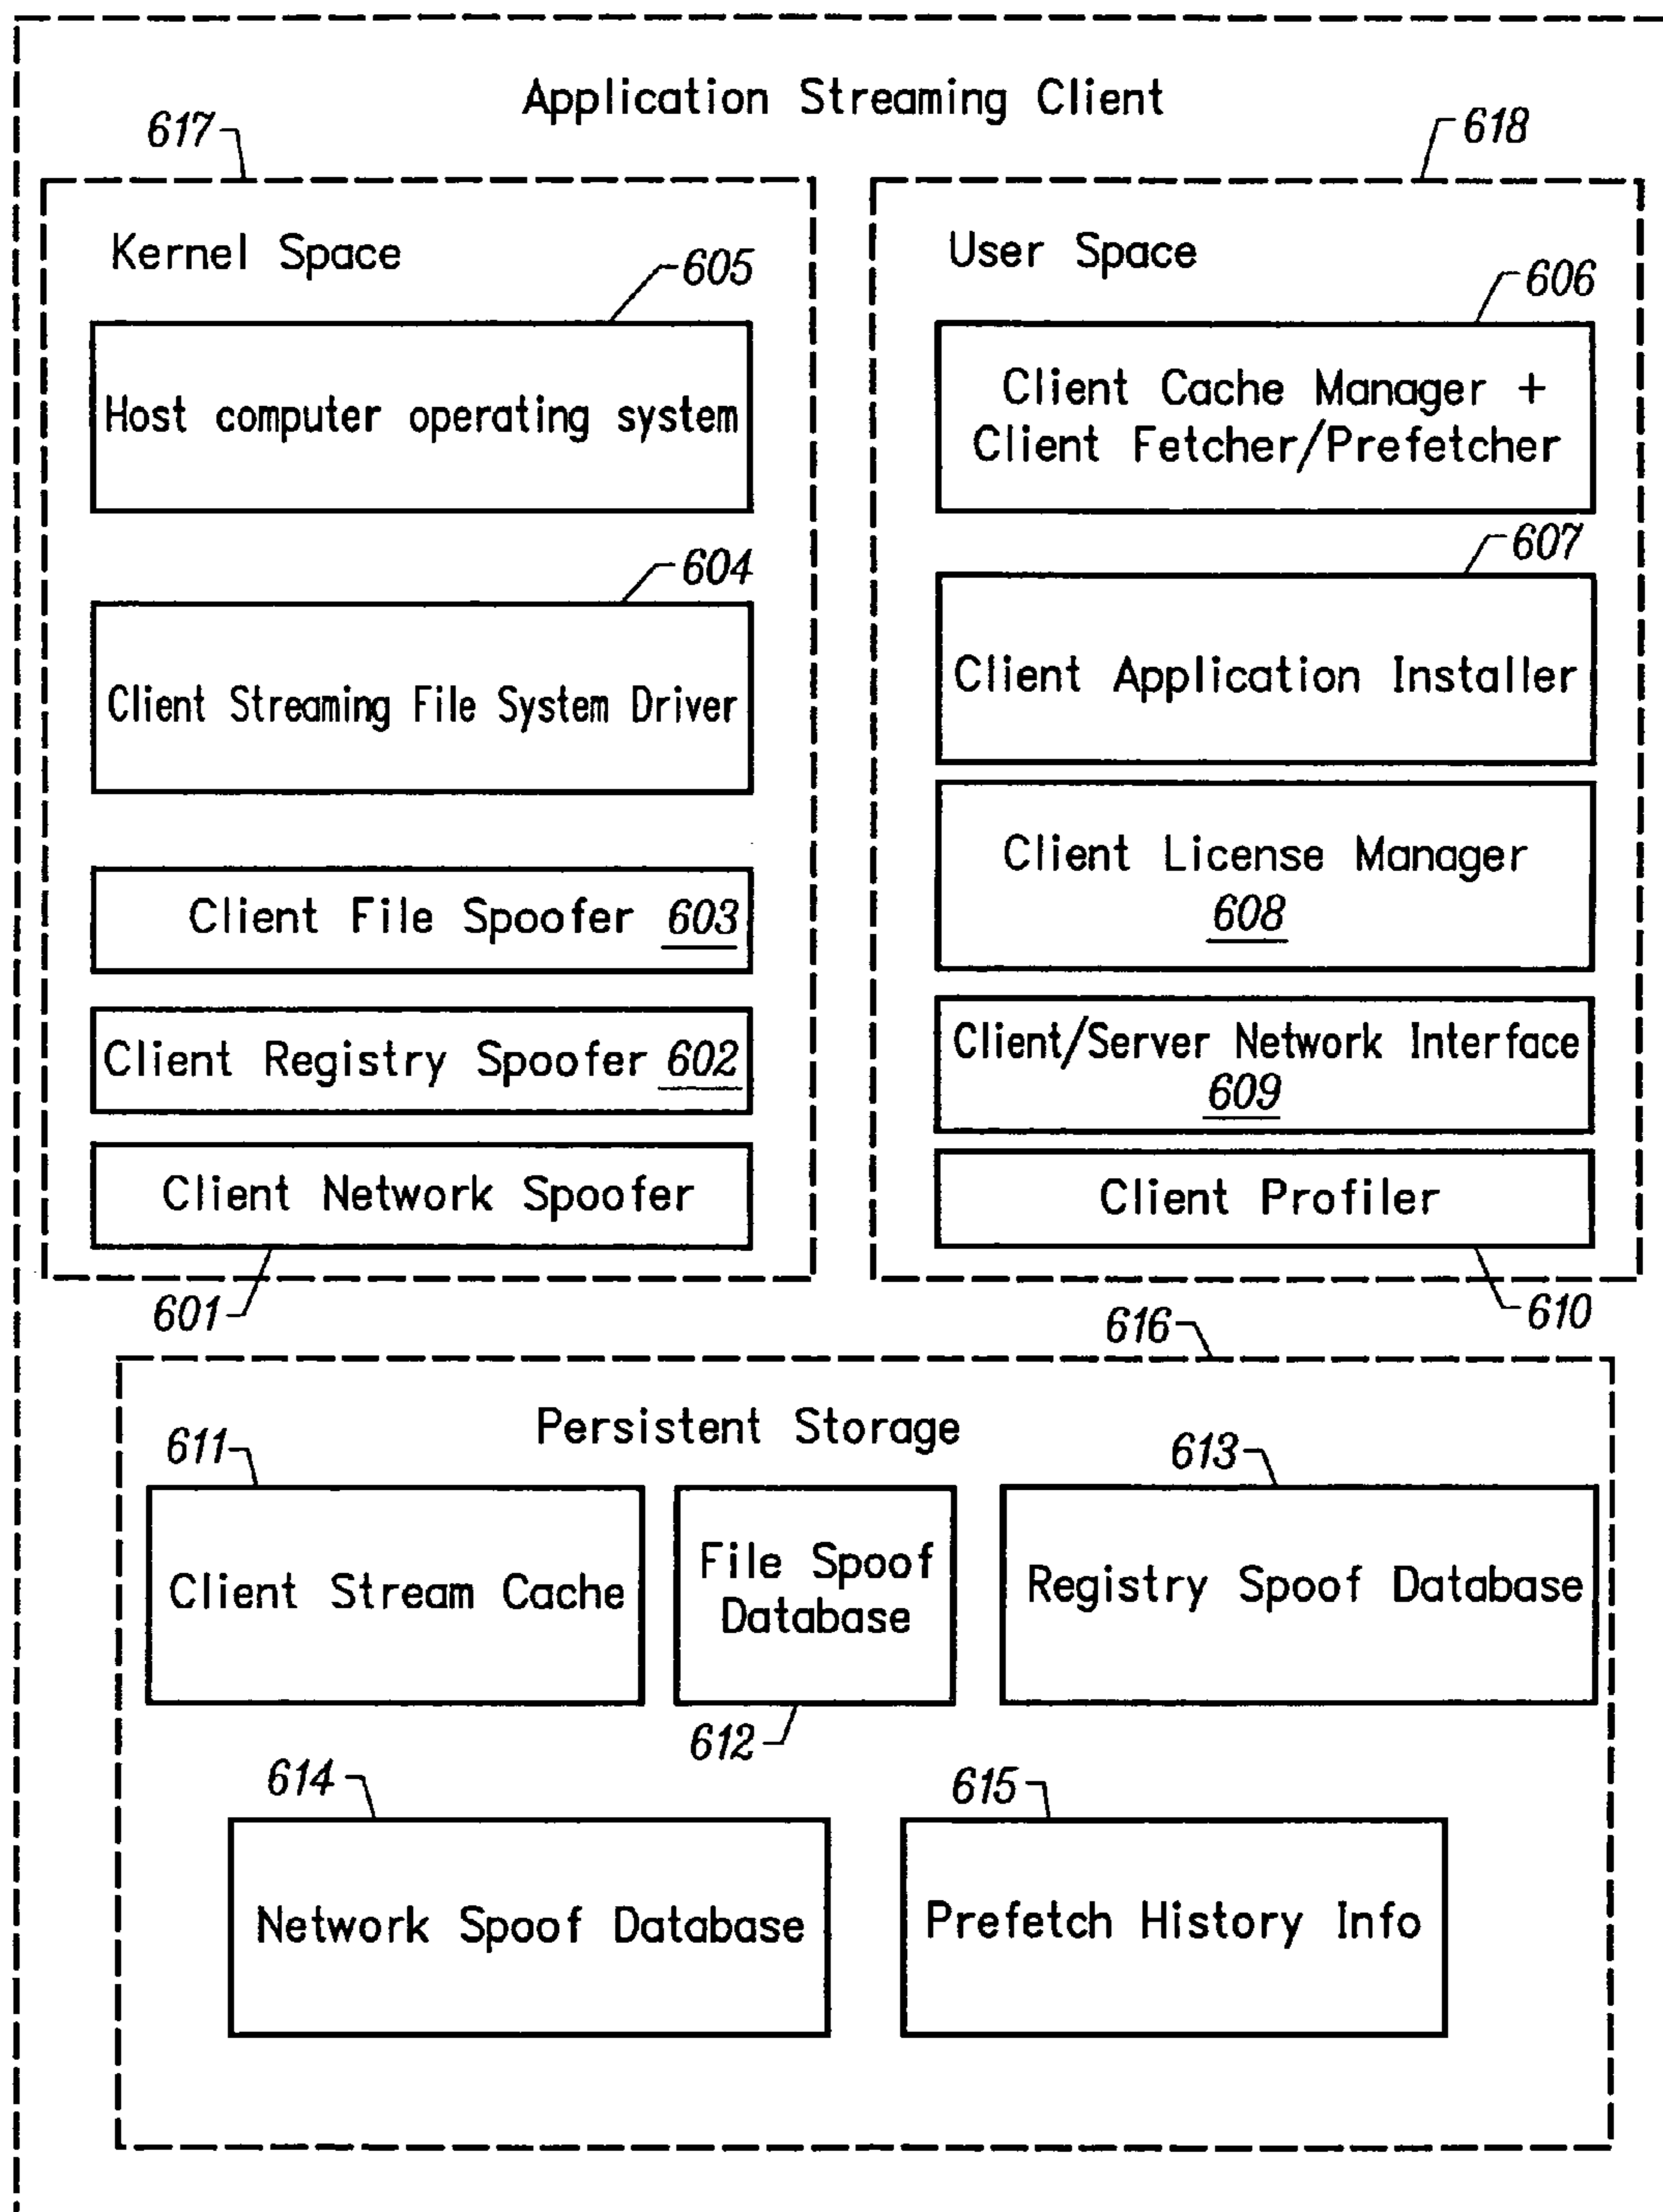 Application Streaming Client
617
618
Kernel Space
605
Host computer operating system
604
Client Streaming File System Driver
Client File Spoofer 603
Client Registry Spoofer 602
Client Network Spoofer
601
User Space
606
Client Cache Manager +
Client Fetcher/Prefetcher
607
Client Application Installer
Client License Manager
608
Client/Server Network Interface
609
Client Profiler
610
616
Persistent Storage
611
Client Stream Cache
File Spoof
Database
612
613
Registry Spoof Database
614
Network Spoof Database
615
Prefetch History Info